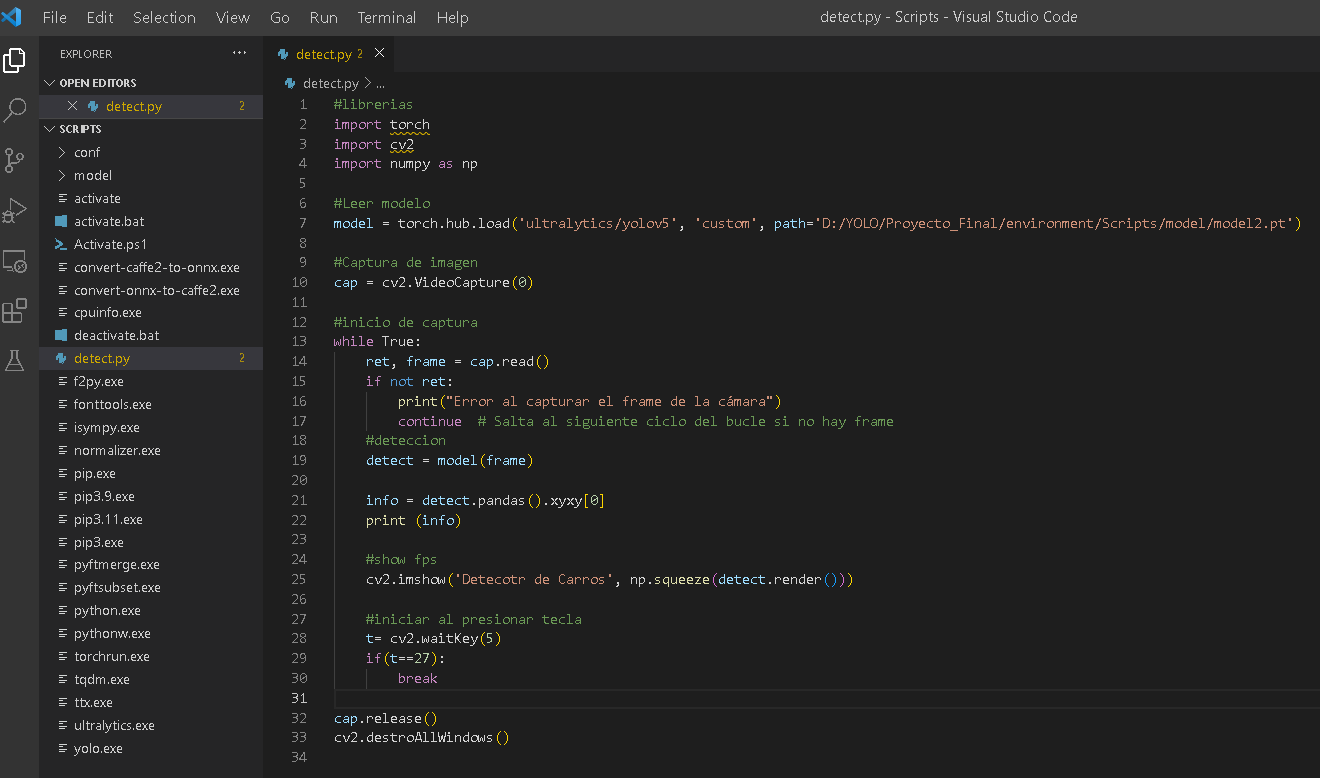 File Edit Selection View Go Run Terminal Help
detect.py - Scripts - Visual Studio Code
EXPLORER ...
OPEN EDITORS
detect.py 2
SCRIPTS
conf
model
activate
activate.bat
Activate.ps1
convert-caffe2-to-onnx.exe
convert-onnx-to-caffe2.exe
cpuinfo.exe
deactivate.bat
detect.py 2
f2py.exe
fonttools.exe
isympy.exe
normalizer.exe
pip.exe
pip3.9.exe
pip3.11.exe
pip3.exe
pyftmerge.exe
pyftsubset.exe
python.exe
pythonw.exe
torchrun.exe
tqdm.exe
ttx.exe
ultralytics.exe
yolo.exe
detect.py 2
detect.py > ...
1 #librerias
2 import torch
3 import cv2
4 import numpy as np
5
6 #Leer modelo
7 model = torch.hub.load('ultralytics/yolov5', 'custom', path='D:/YOLO/Proyecto_Final/environment/Scripts/model/model2.pt')
8
9 #Captura de imagen
10 cap = cv2.VideoCapture(0)
11
12 #inicio de captura
13 while True:
14     ret, frame = cap.read()
15     if not ret:
16         print("Error al capturar el frame de la cámara")
17         continue  # Salta al siguiente ciclo del bucle si no hay frame
18     #deteccion
19     detect = model(frame)
20
21     info = detect.pandas().xyxy[0]
22     print (info)
23
24     #show fps
25     cv2.imshow('Detecotr de Carros', np.squeeze(detect.render()))
26
27     #iniciar al presionar tecla
28     t= cv2.waitKey(5)
29     if(t==27):
30         break
31
32 cap.release()
33 cv2.destroAllWindows()
34